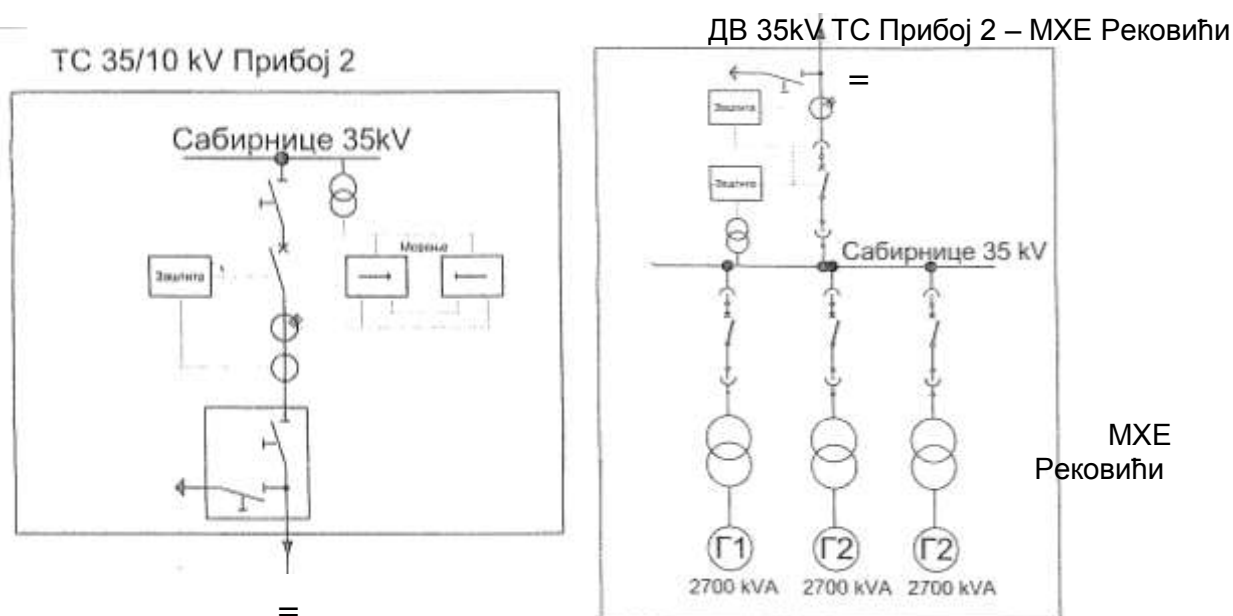 ДВ 35kV ТС Прибој 2 – МХЕ Рековићи
ТС 35/10 kV Прибој 2
=
Заштита
Сабирнице 35kV
Заштита
Мерење
Заштита
Сабирнице 35 kV
МХЕ
Рековићи
Г1 Г2 Г2
2700 kVA 2700 kVA 2700 kVA
=